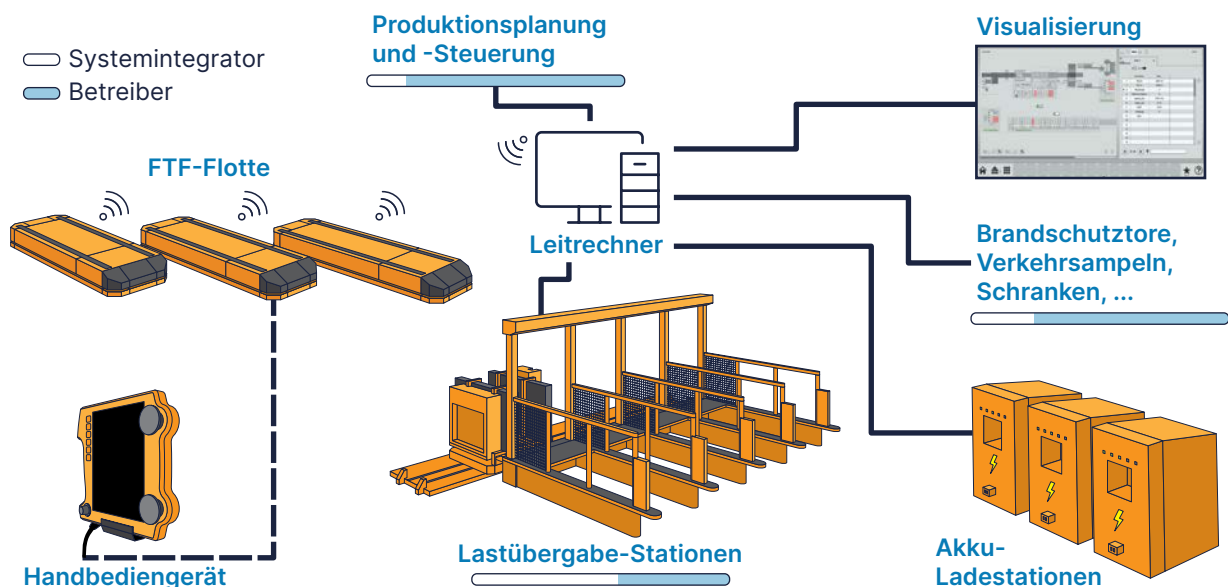 Produktionsplanung
und -Steuerung
Visualisierung
Systemintegrator
Betreiber
FTF-Flotte
Leitrechner
Brandschutztore,
Verkehrsampeln,
Schranken, ...
Lastübergabe-Stationen
Handbediengerät
Akku-
Ladestationen